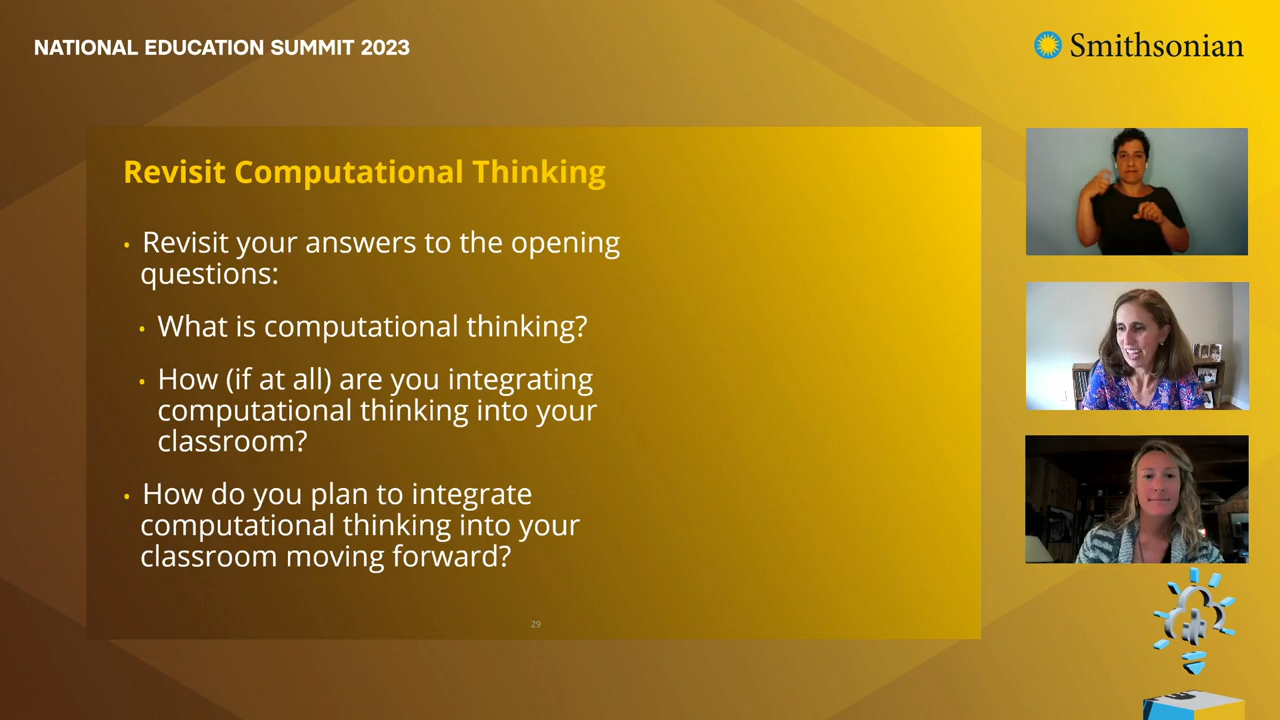 NATIONAL EDUCATION SUMMIT 2023
Smithsonian
Revisit Computational Thinking
• Revisit your answers to the opening
questions:
• What is computational thinking?
• How (if at all) are you integrating
computational thinking into your
classroom?
• How do you plan to integrate
computational thinking into your
classroom moving forward?
29